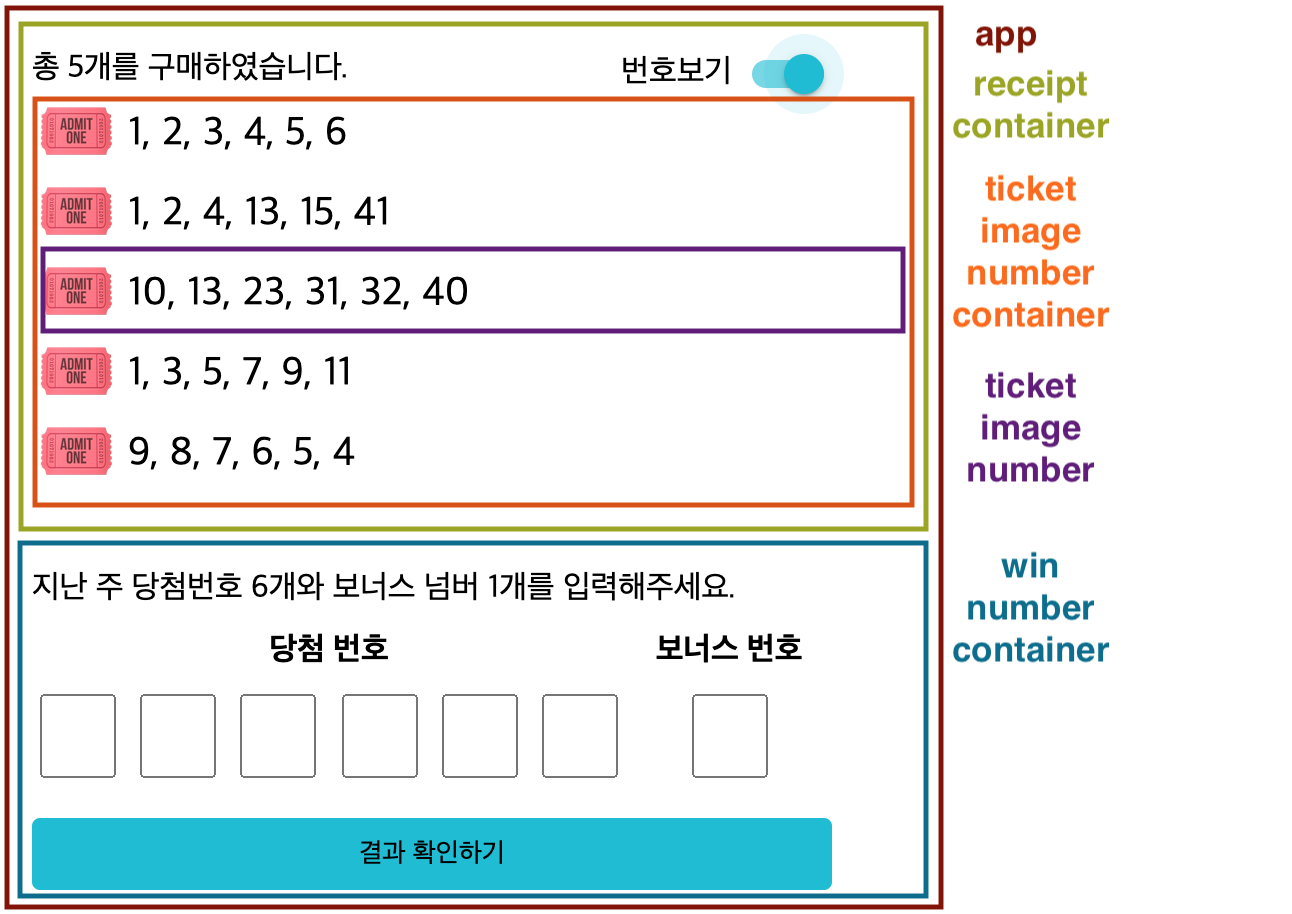 총 5개를 구매하였습니다.
번호보기
ADMIT
ONE
1, 2, 3, 4, 5, 6
ADMIT
ONE
1, 2, 4, 13, 15, 41
ADMIT
ONE
10, 13, 23, 31, 32, 40
ADMIT
ONE
1, 3, 5, 7, 9, 11
ADMIT
ONE
9, 8, 7, 6, 5, 4
지난 주 당첨번호 6개와 보너스 넘버 1개를 입력해주세요.
당첨 번호
보너스 번호
결과 확인하기
app
receipt
container
ticket
image
number
container
ticket
image
number
win
number
container